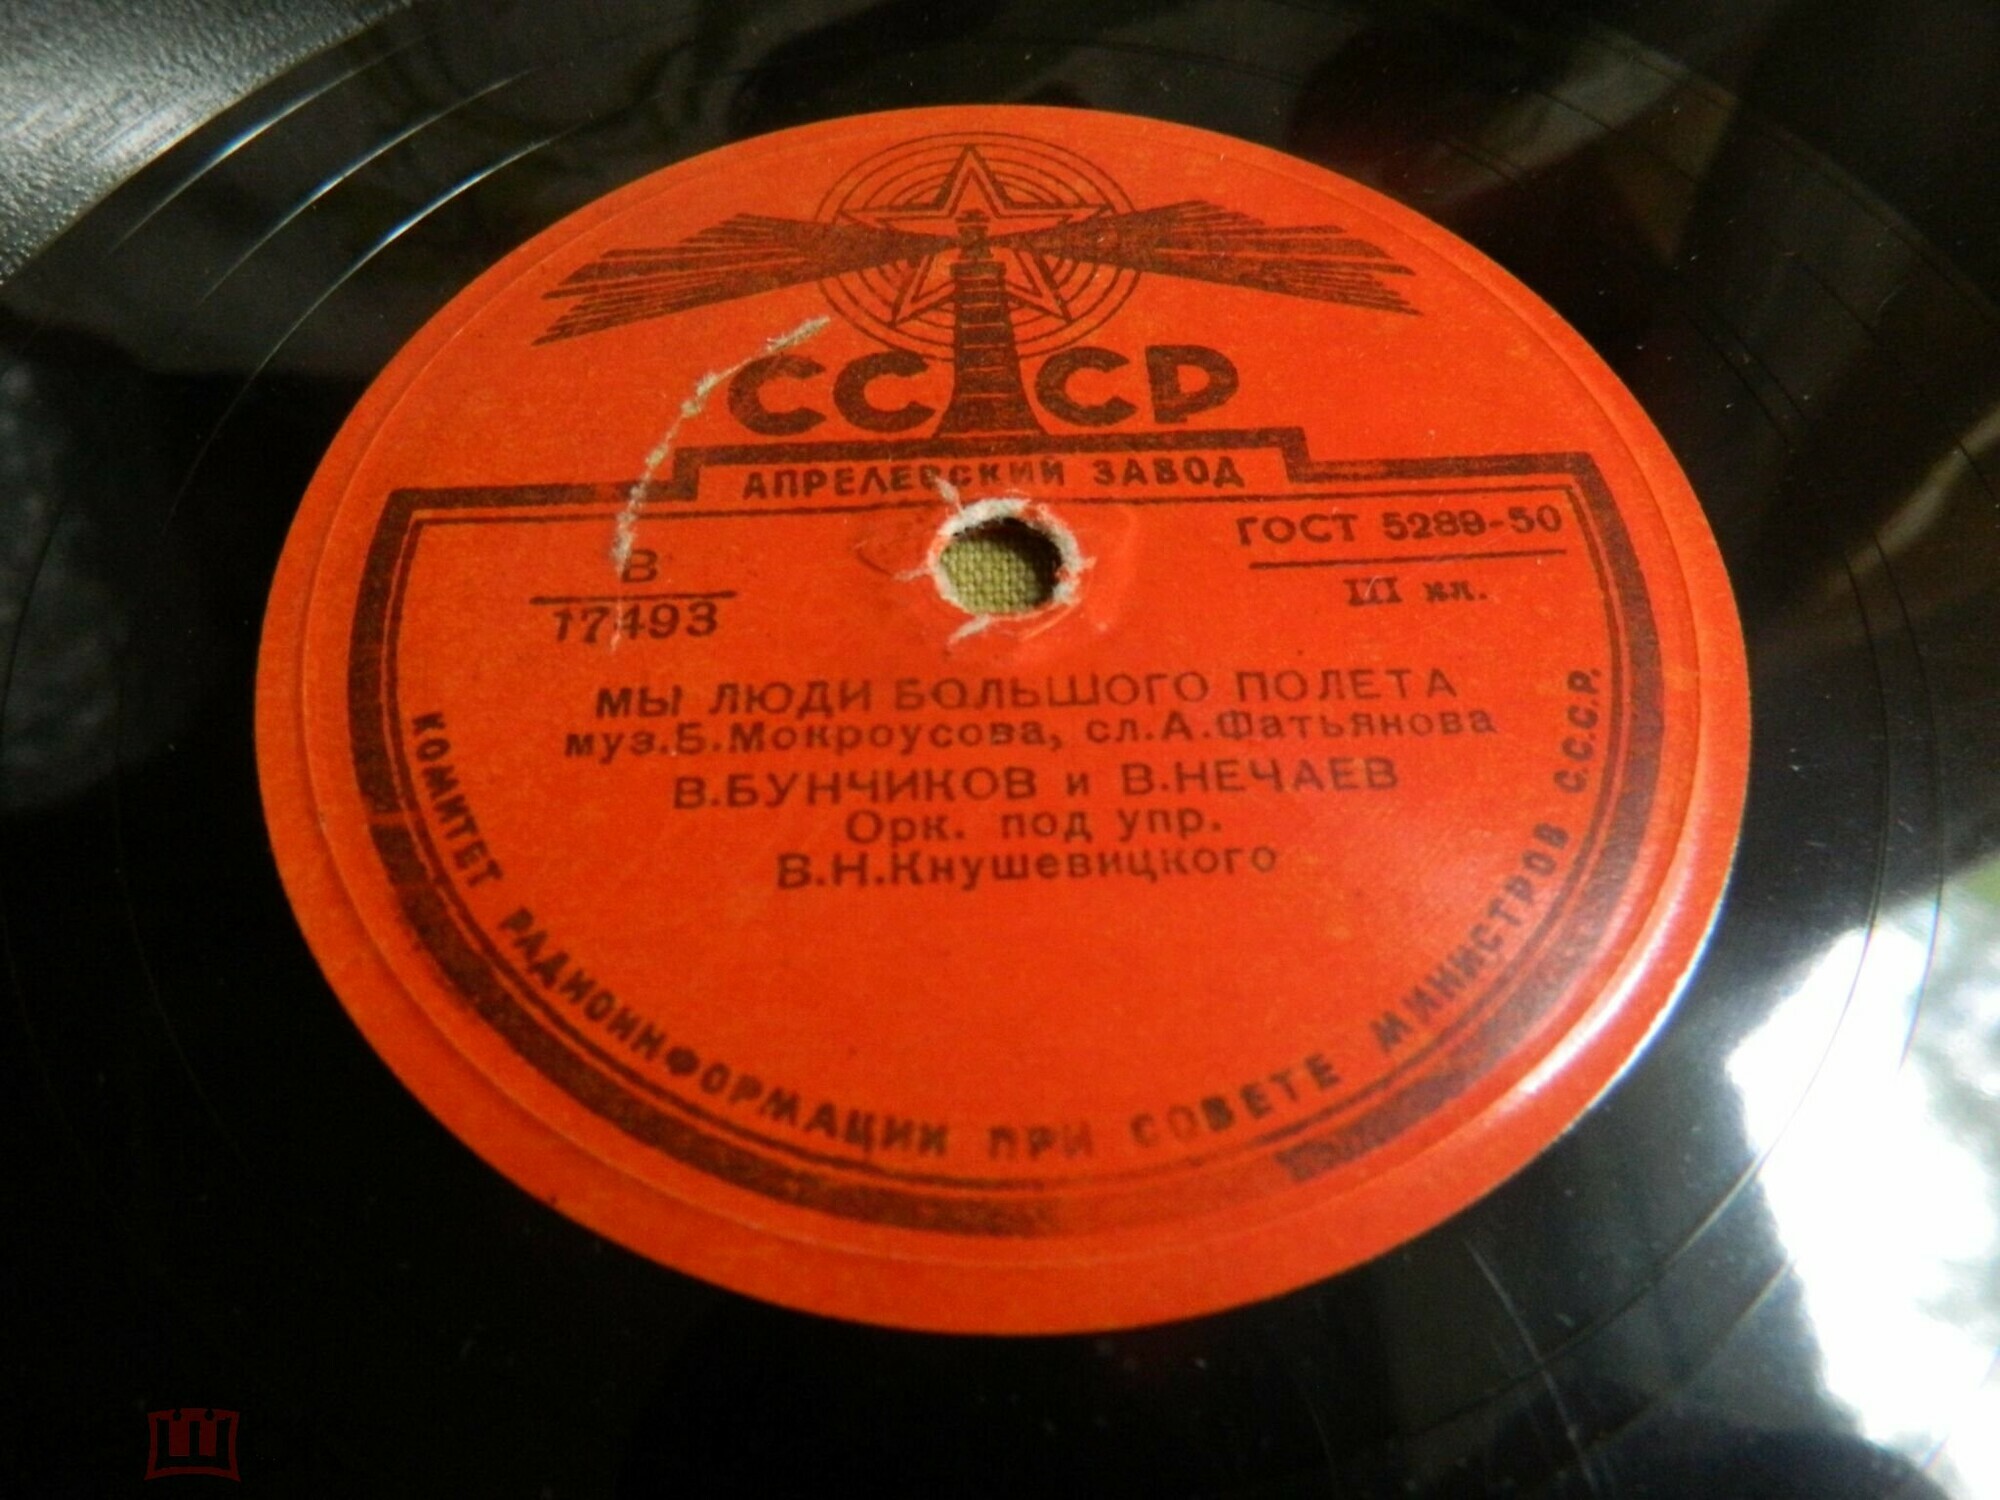 СССР
АПРЕЛЕВСКИЙ ЗАВОД
В
17493
ГОСТ 5289-50
III кл.
МЫ ЛЮДИ БОЛЬШОГО ПОЛЕТА
муз.Б.Мокроусова, сл.А.Фатьянова
В.БУНЧИКОВ и В.НЕЧАЕВ
Орк. под упр.
В.Н.Кнушевицкого
КОМИТЕТ РАДИОИНФОРМАЦИИ ПРИ СОВЕТЕ МИНИСТРОВ С.С.С.Р.